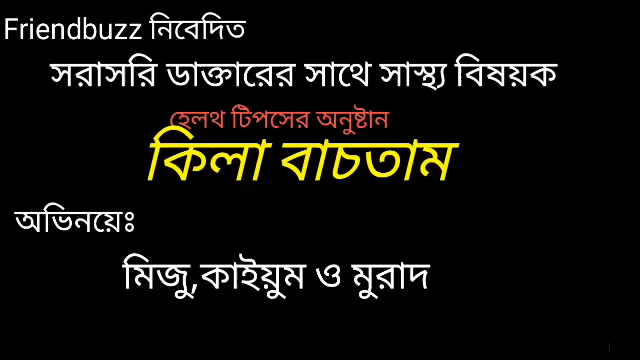 Friendbuzz নিবেদিত
সরাসরি ডাক্তারের সাথে সাস্থ্য বিষয়ক
হেলথ টিপসের অনুষ্টান
কিলা বাচতাম
অভিনয়েঃ
মিজু,কাইয়ুম ও মুরাদ